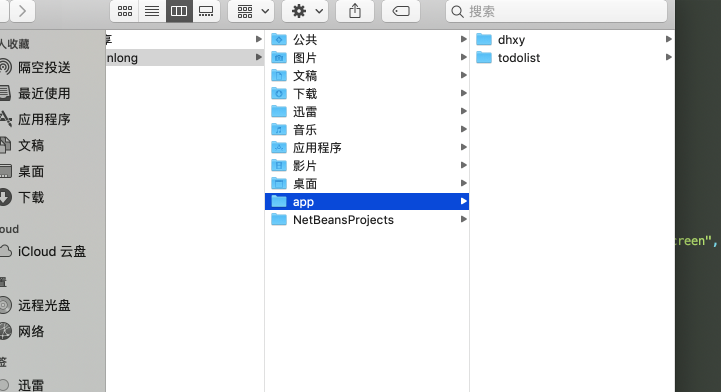 搜索
人收藏
隔空投送
最近使用
应用程序
文稿
桌面
下载
oud
iCloud 云盘
置
远程光盘
网络
签
迅雷
享
nlong
公共
图片
文稿
下载
迅雷
音乐
应用程序
影片
桌面
app
NetBeansProjects
dhxy
todolist
reen",